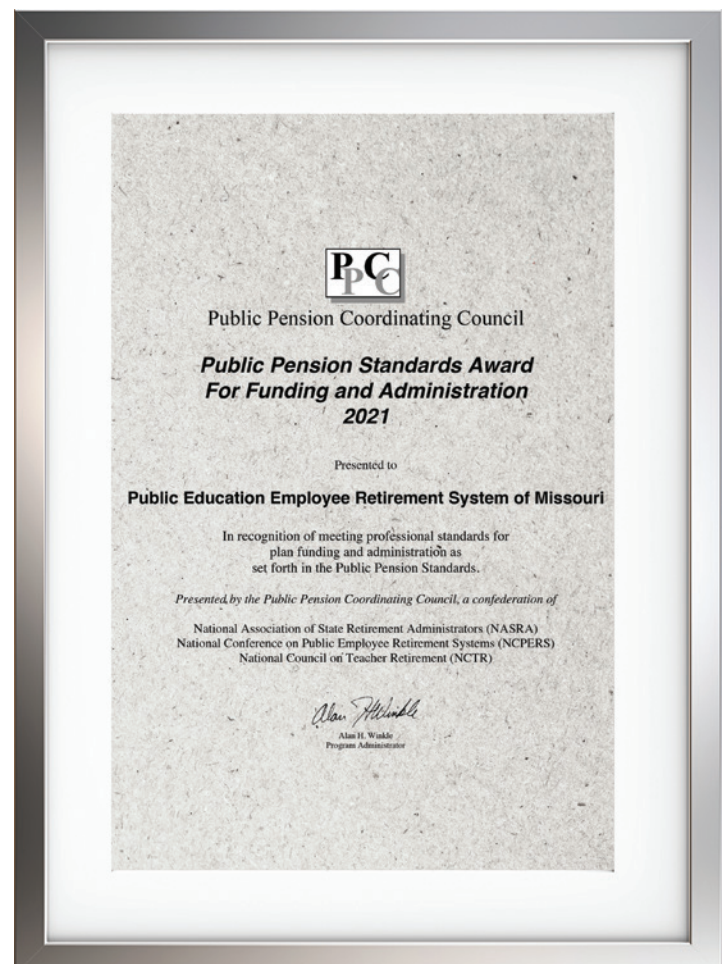 PPCC
Public Pension Coordinating Council
Public Pension Standards Award
For Funding and Administration
2021
Presented to
Public Education Employee Retirement System of Missouri
In recognition of meeting professional standards for
plan funding and administration as
set forth in the Public Pension Standards.
Presented by the Public Pension Coordinating Council, a confederation of
National Association of State Retirement Administrators (NASRA)
National Conference on Public Employee Retirement Systems (NCPERS)
National Council on Teacher Retirement (NCTR)
Alan H Winkle
Alan H. Winkle
Program Administrator